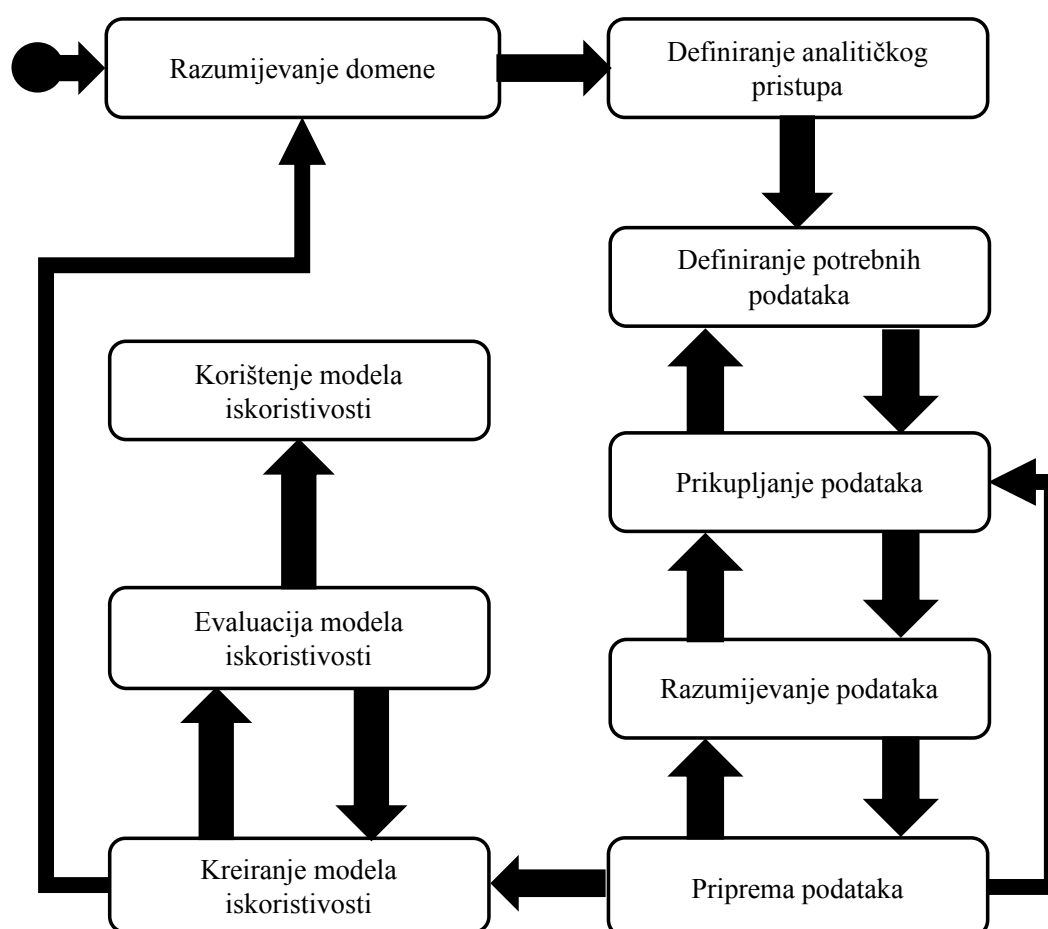 Razumijevanje domene
Definiranje analitičkog
pristupa
Definiranje potrebnih
podataka
Korištenje modela
iskoristivosti
Prikupljanje podataka
Evaluacija modela
iskoristivosti
Razumijevanje podataka
Kreiranje modela
iskoristivosti
Priprema podataka